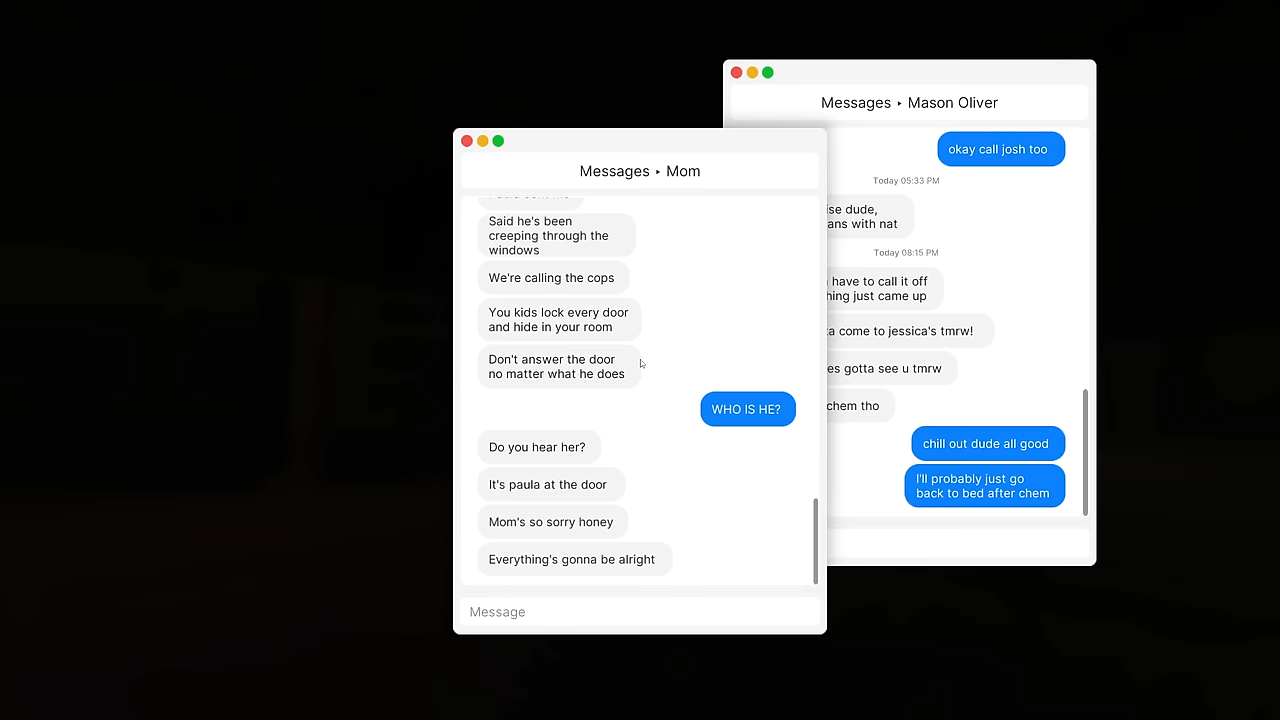 Messages ‣ Mom
Said he's been
creeping through the
windows
We're calling the cops
You kids lock every door
and hide in your room
Don't answer the door
no matter what he does
WHO IS HE?
Do you hear her?
It's paula at the door
Mom's so sorry honey
Everything's gonna be alright
Message
Messages ‣ Mason Oliver
okay call josh too
Today 05:33 PM
dude,
with nat
Today 08:15 PM
have to call it off
just came up
come to jessica's tmrw!
gotta see u tmrw
chem tho
chill out dude all good
I'll probably just go
back to bed after chem